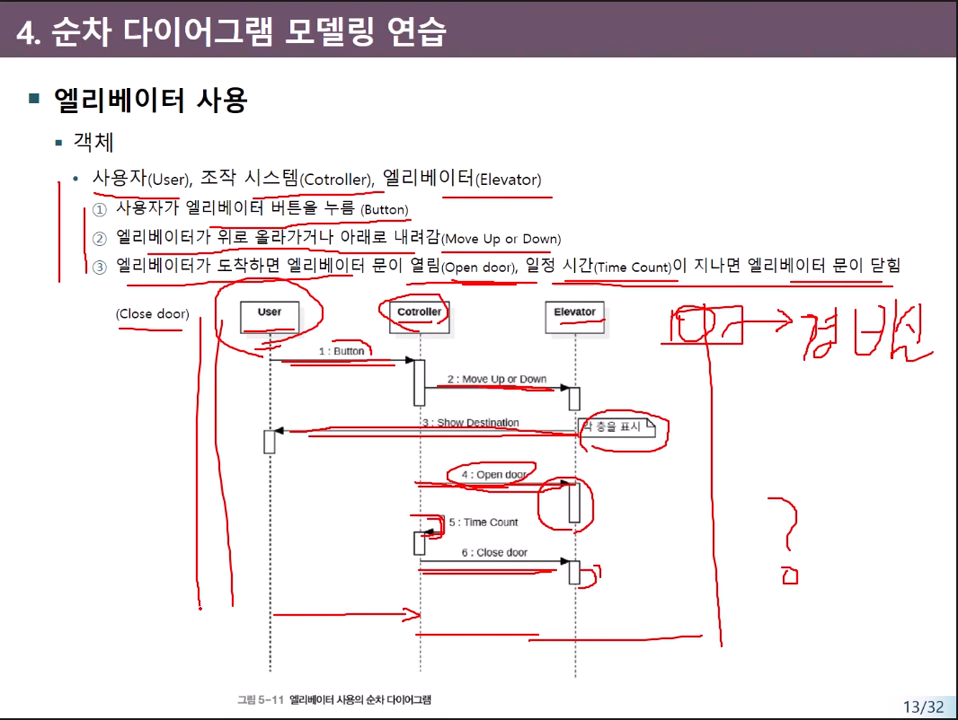 4. 순차 다이어그램 모델링 연습
엘리베이터 사용
객체
사용자(User), 조작 시스템(Cotroller), 엘리베이터(Elevator)
① 사용자가 엘리베이터 버튼을 누름 (Button)
② 엘리베이터가 위로 올라가거나 아래로 내려감(Move Up or Down)
③ 엘리베이터가 도착하면 엘리베이터 문이 열림(Open door), 일정 시간(Time Count)이 지나면 엘리베이터 문이 닫힘
(Close door)
User
Cotroller
Elevator
1 : Button
2 : Move Up or Down
3 : Show Destination
각 층을 표시
4 : Open door
5 : Time Count
6 : Close door
?
그림 5-11 엘리베이터 사용의 순차 다이어그램
13/32